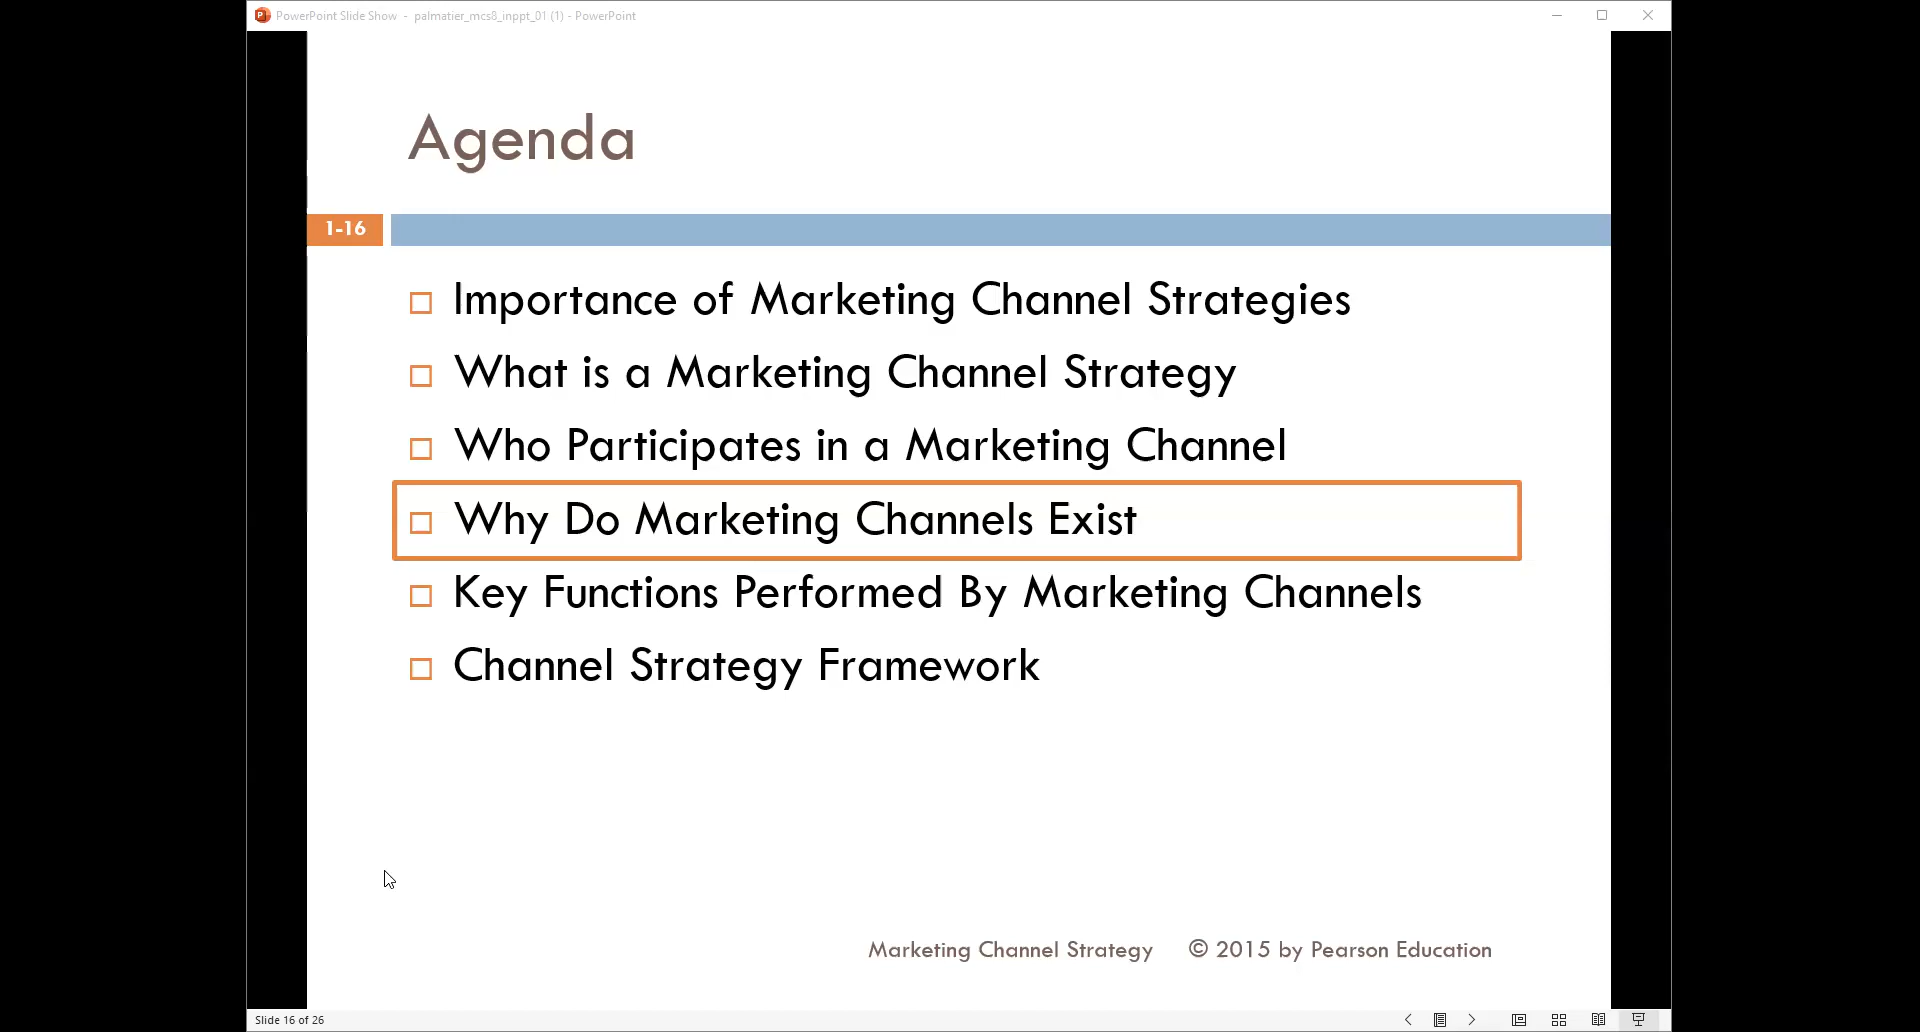 PowerPoint Slide Show - palmatier_mcs8_inppt_01 (1) - PowerPoint
Agenda
1-16
Importance of Marketing Channel Strategies
What is a Marketing Channel Strategy
Who Participates in a Marketing Channel
Why Do Marketing Channels Exist
Key Functions Performed By Marketing Channels
Channel Strategy Framework
Marketing Channel Strategy © 2015 by Pearson Education
Slide 16 of 26